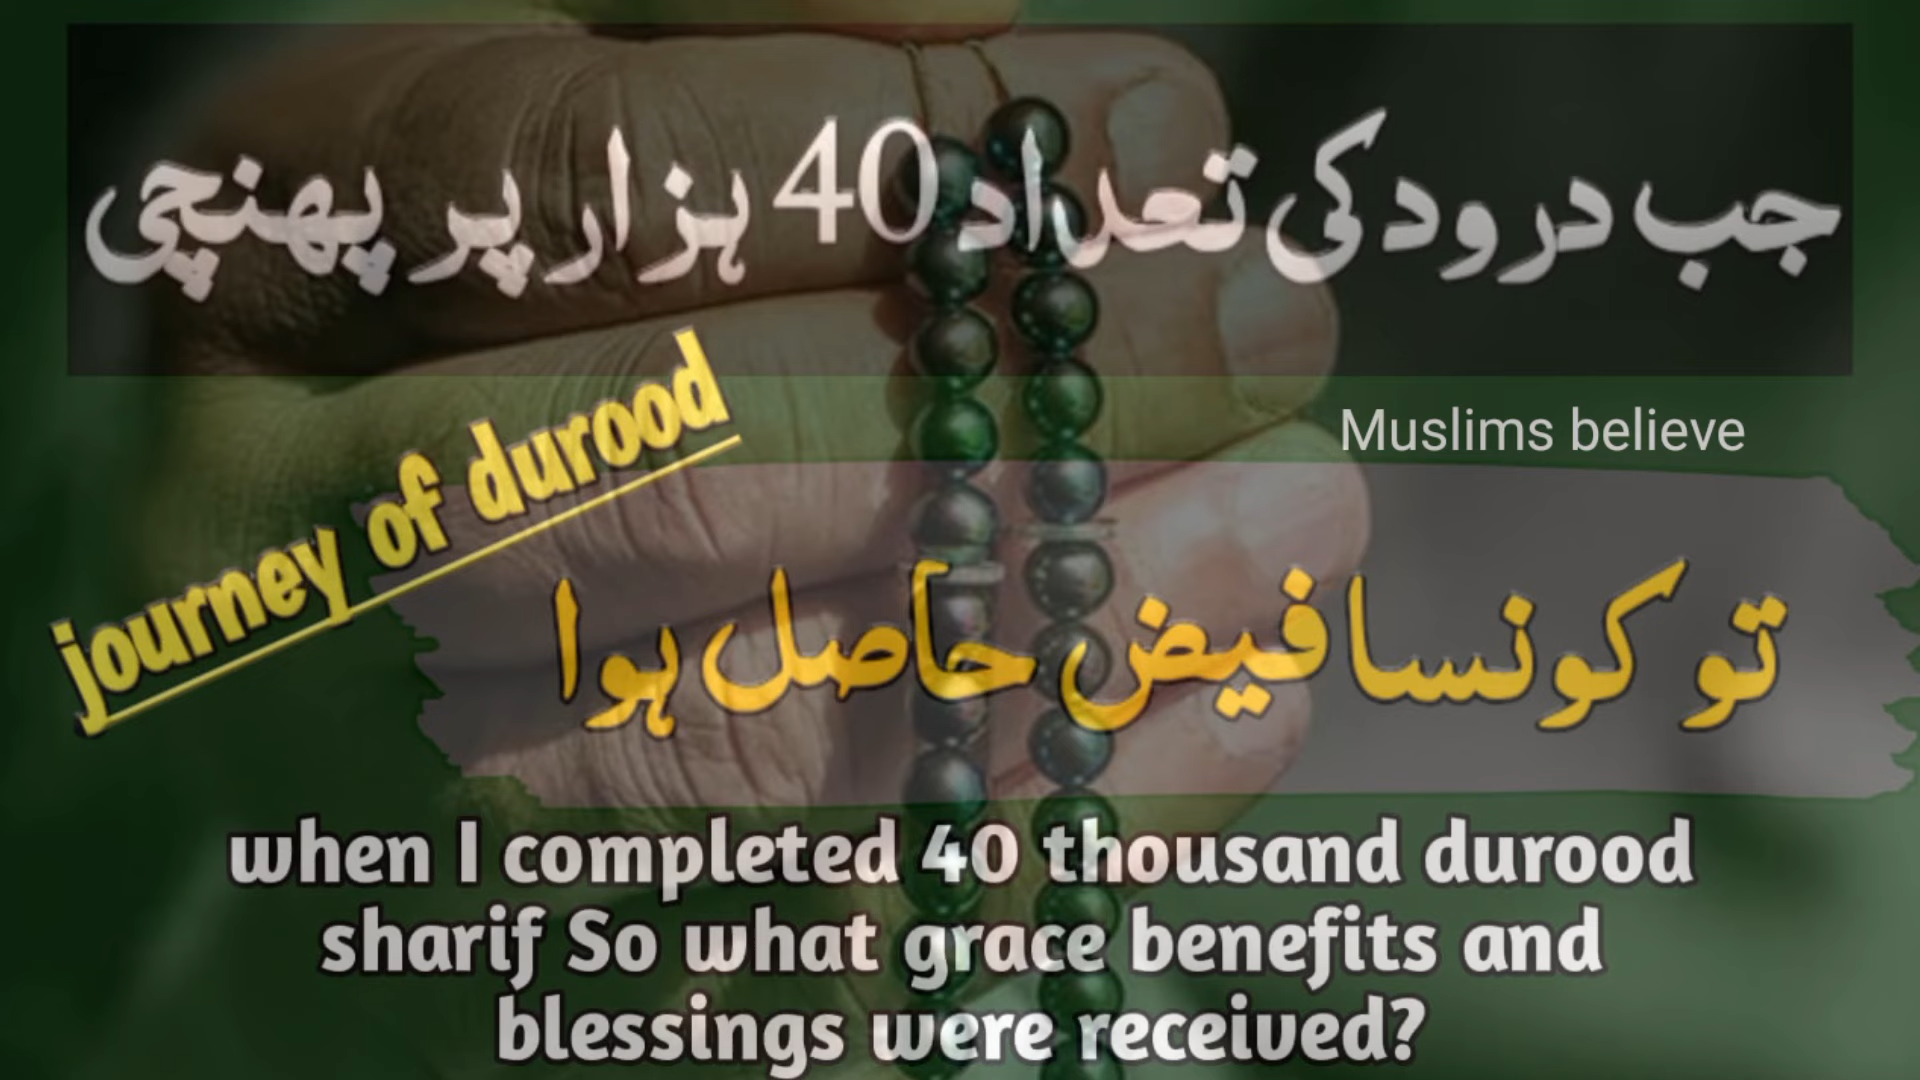 جب درود کی تعداد 40 ہزار پر پھنچی
journey of durood
Muslims believe
تو کونسا فیض حاصل ہوا
when I completed 40 thousand durood
sharif So what grace benefits and
blessings were received?